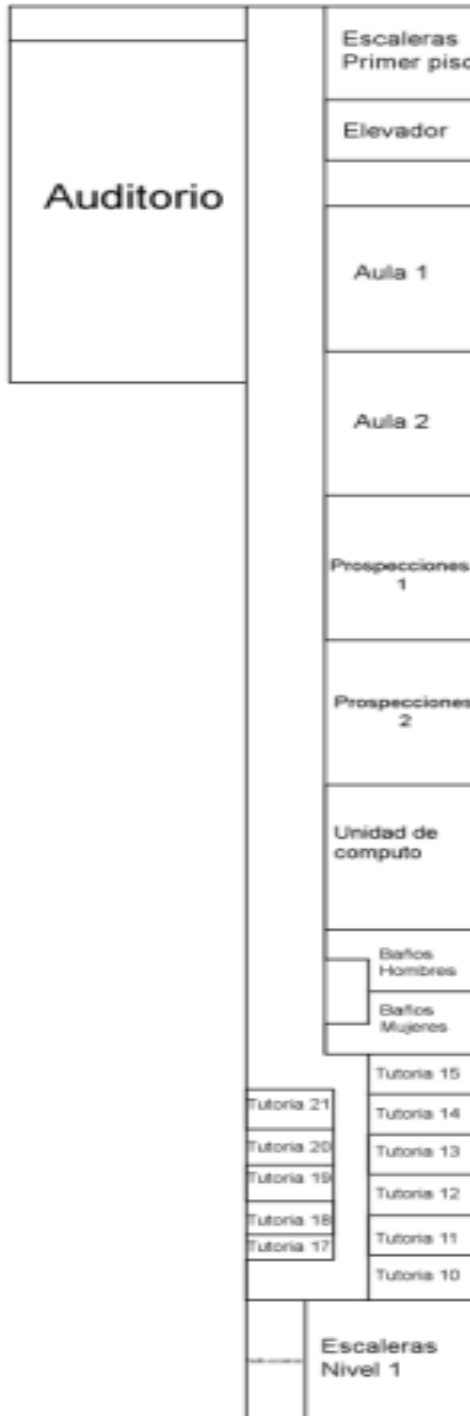 Escaleras
Primer piso
Elevador
Auditorio
Aula 1
Aula 2
Prospecciones
1
Prospecciones
2
Unidad de
computo
Baños
Hombres
Baños
Mujeres
Tutoria 15
Tutoria 21
Tutoria 14
Tutoria 20
Tutoria 13
Tutoria 19
Tutoria 12
Tutoria 18
Tutoria 11
Tutoria 17
Tutoria 10
Escaleras
Nivel 1